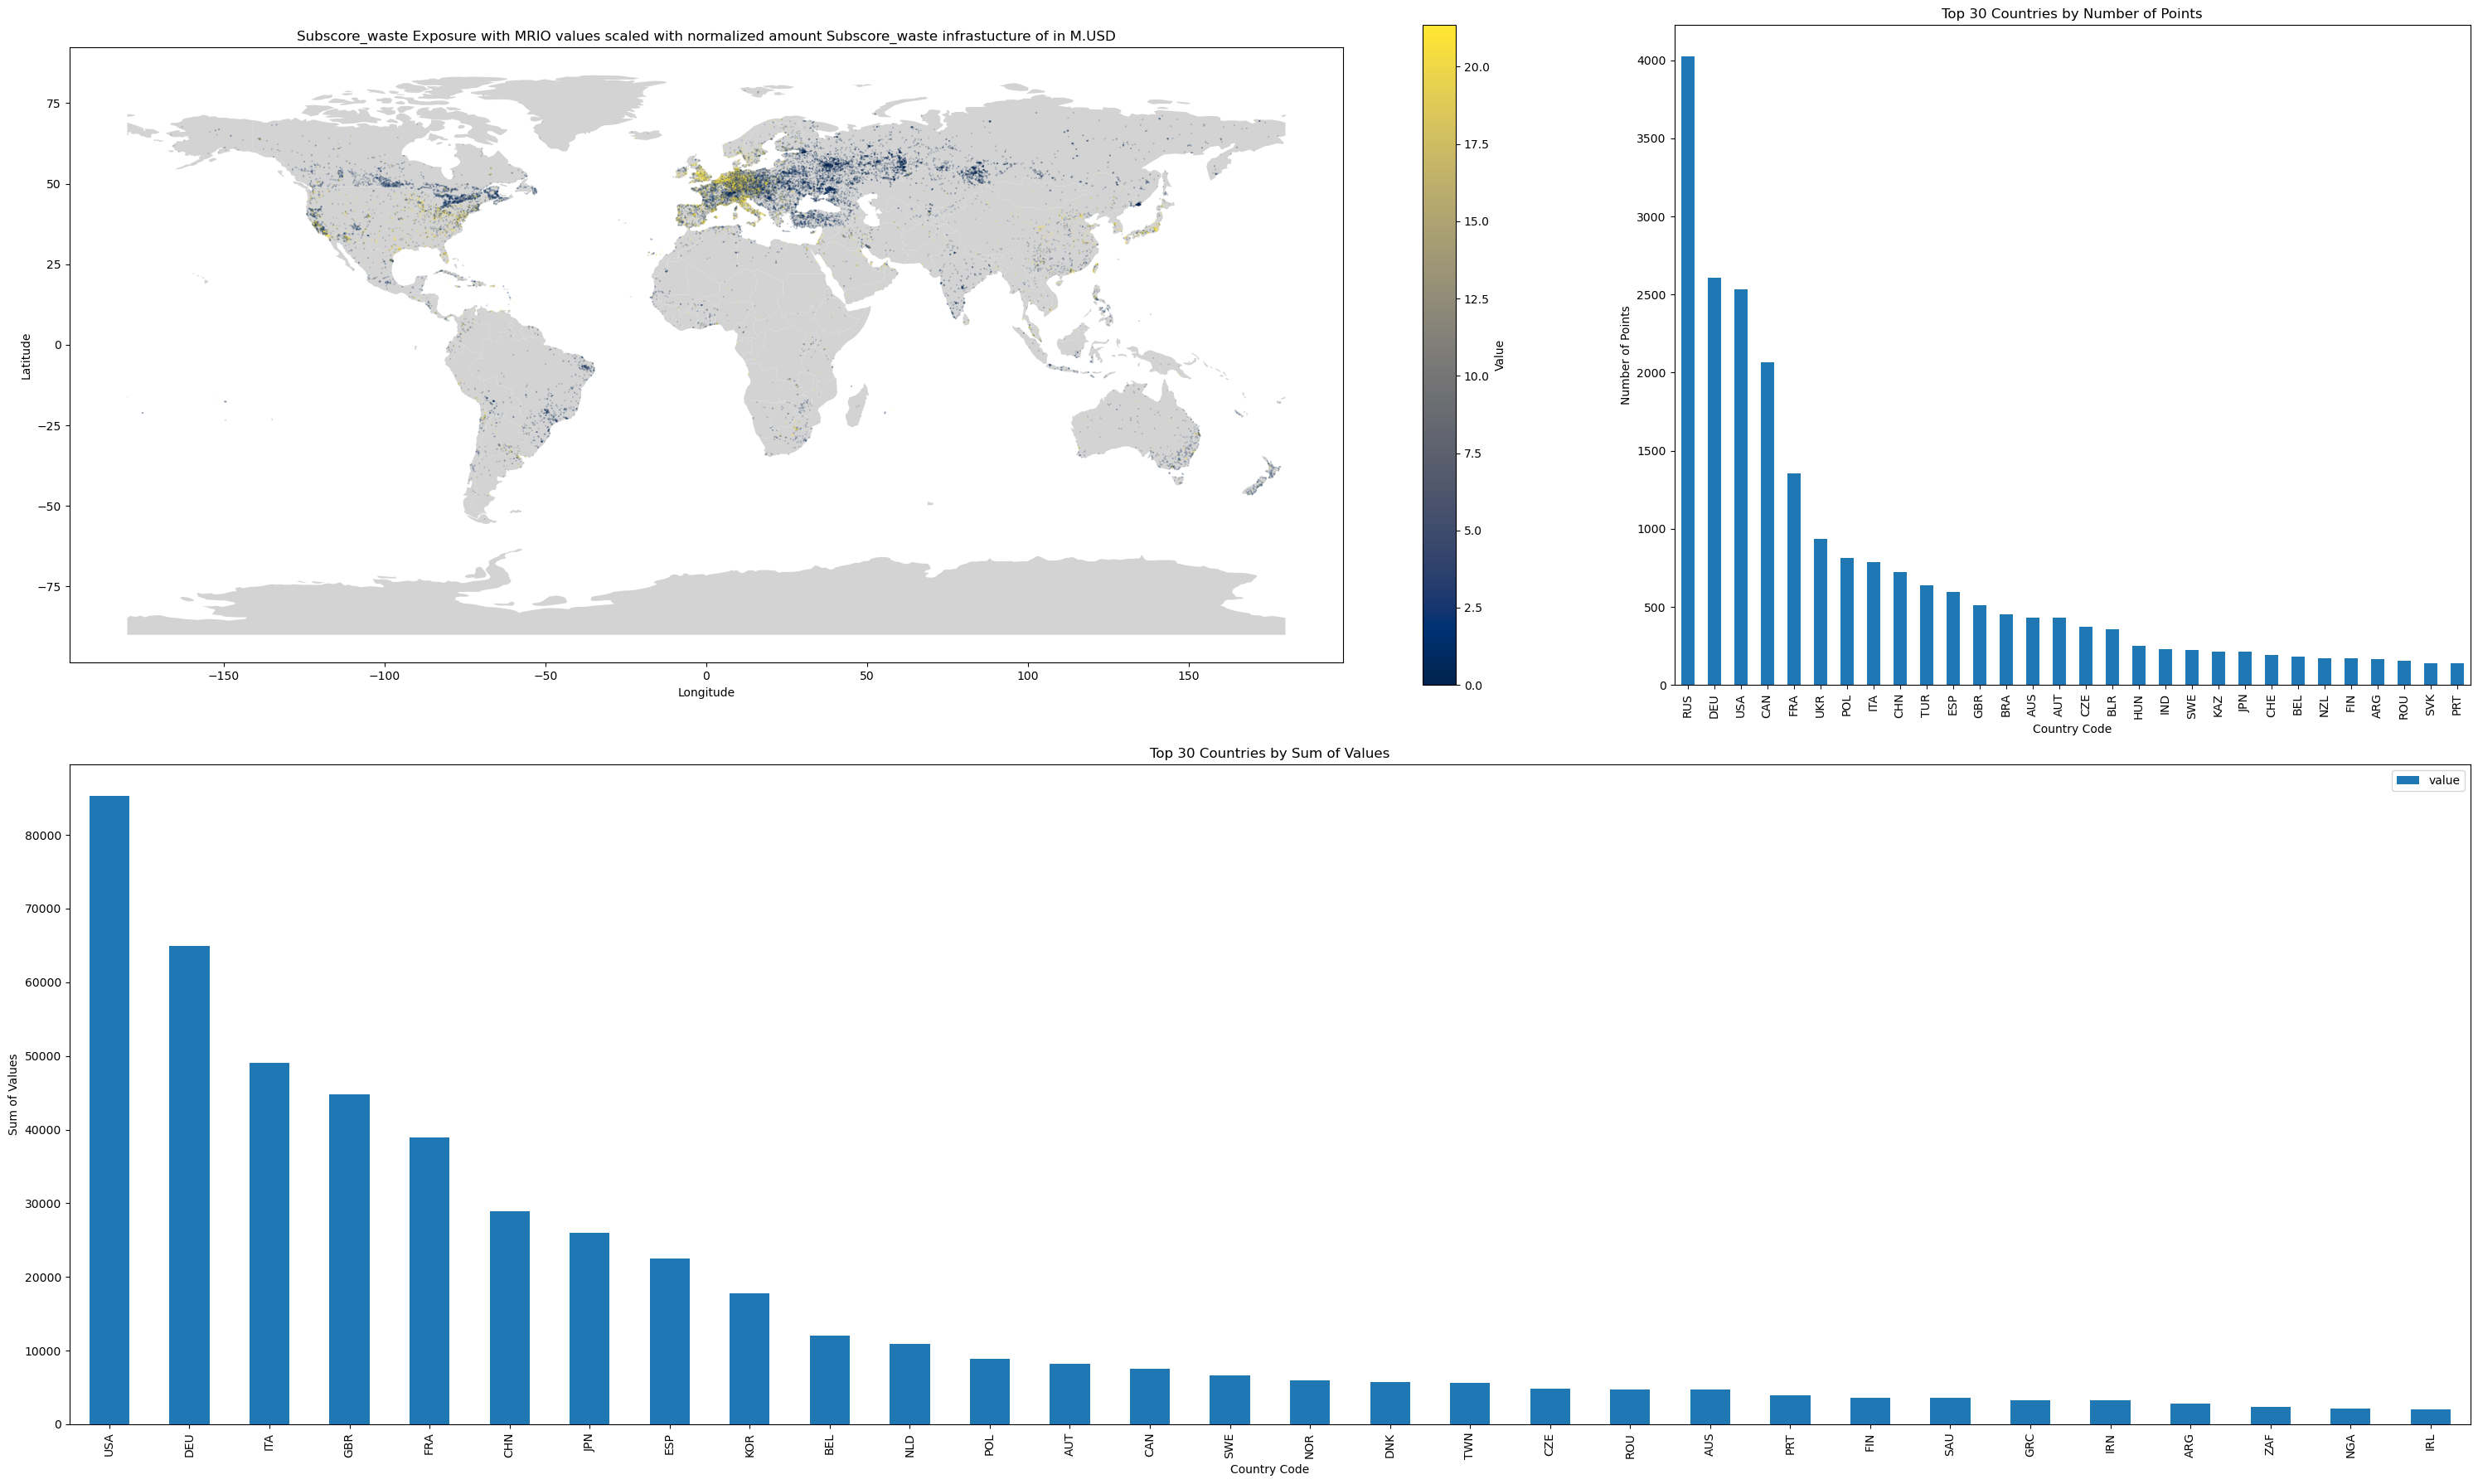 Subscore_waste Exposure with MRIO values scaled with normalized amount Subscore_waste infrastucture of in M.USD
75
50
25
0
−25
−50
−75
Latitude
−150
−100
−50
0
50
100
150
Longitude
20.0
17.5
15.0
12.5
10.0
7.5
5.0
2.5
0.0
Value
Top 30 Countries by Number of Points
4000
3500
3000
2500
2000
1500
1000
500
0
Number of Points
RUS
DEU
USA
CAN
FRA
UKR
POL
ITA
CHN
TUR
ESP
GBR
BRA
AUS
AUT
CZE
BLR
HUN
IND
SWE
KAZ
JPN
CHE
BEL
NZL
FIN
ARG
ROU
SVK
PRT
Country Code
Top 30 Countries by Sum of Values
value
80000
70000
60000
50000
40000
30000
20000
10000
0
Sum of Values
USA
DEU
ITA
GBR
FRA
CHN
JPN
ESP
KOR
BEL
NLD
POL
AUT
CAN
SWE
NOR
DNK
TWN
CZE
ROU
AUS
PRT
FIN
SAU
GRC
IRN
ARG
ZAF
NGA
IRL
Country Code